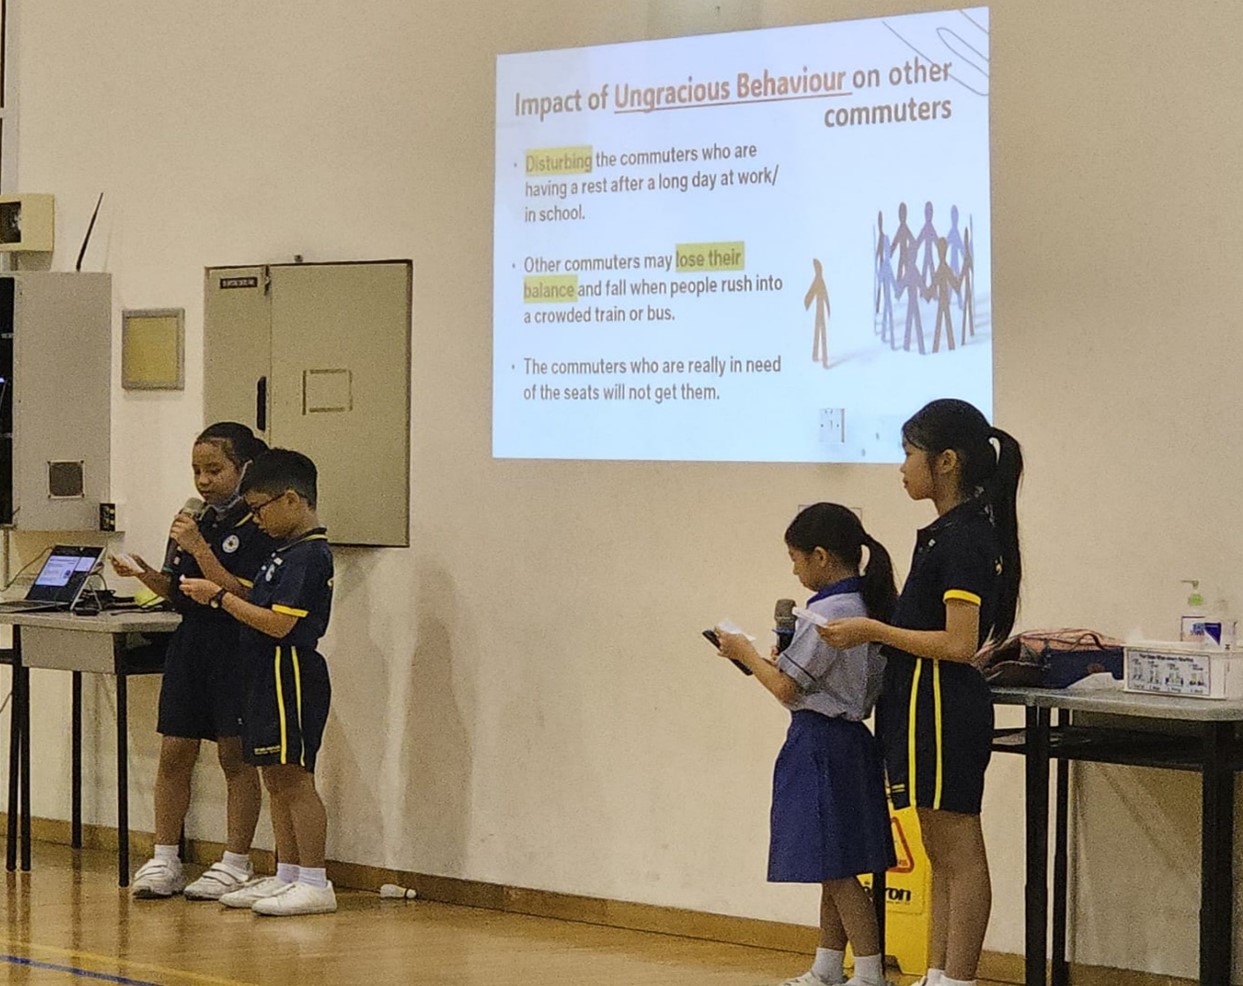 Impact of Ungracious Behaviour on other
commuters
Disturbing the commuters who are
having a rest after a long day at work/
in school.
Other commuters may lose their
balance and fall when people rush into
a crowded train or bus.
The commuters who are really in need
of the seats will not get them.